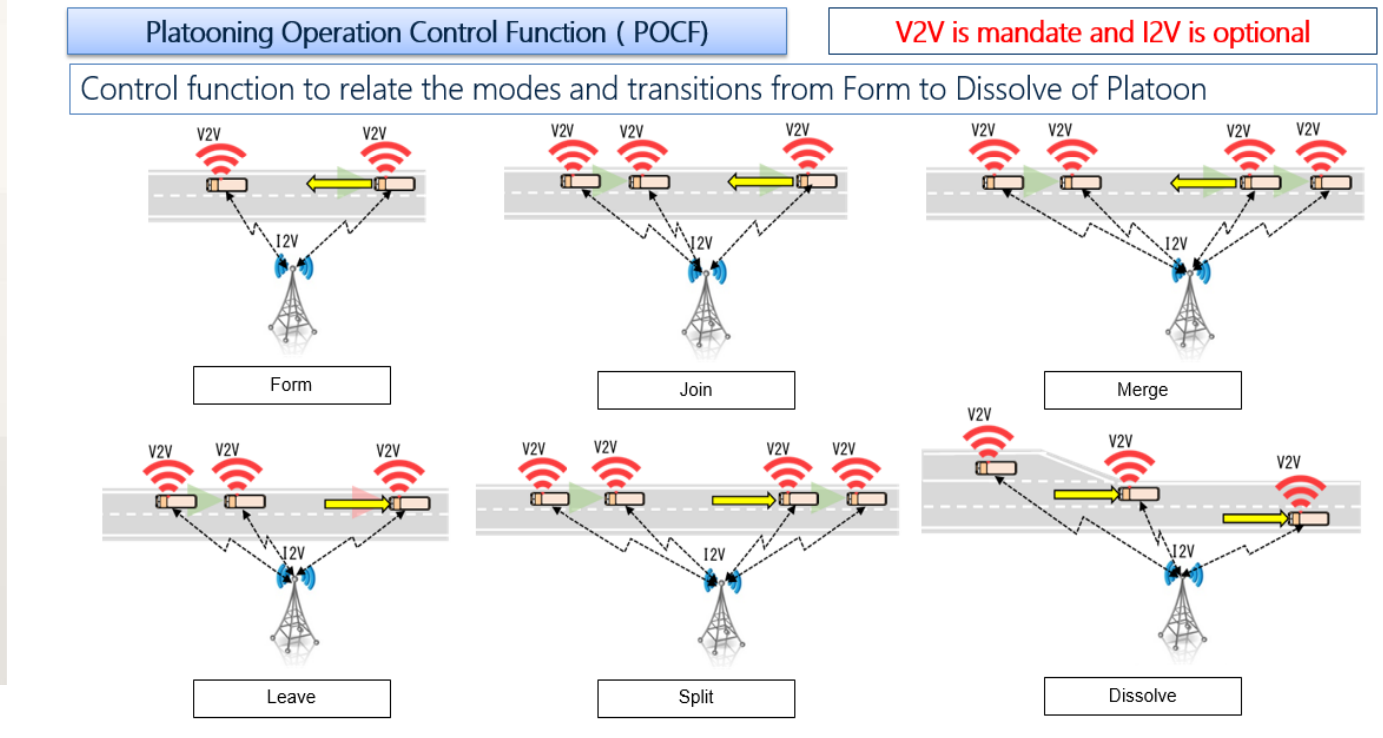 Platooning Operation Control Function ( POCF)
V2V is mandate and I2V is optional
Control function to relate the modes and transitions from Form to Dissolve of Platoon
V2V V2V
I2V
Form
V2V V2V V2V
I2V
Join
V2V V2V V2V V2V
I2V
Merge
V2V V2V V2V
I2V
Leave
V2V V2V V2V V2V
I2V
Split
V2V V2V V2V
I2V
Dissolve